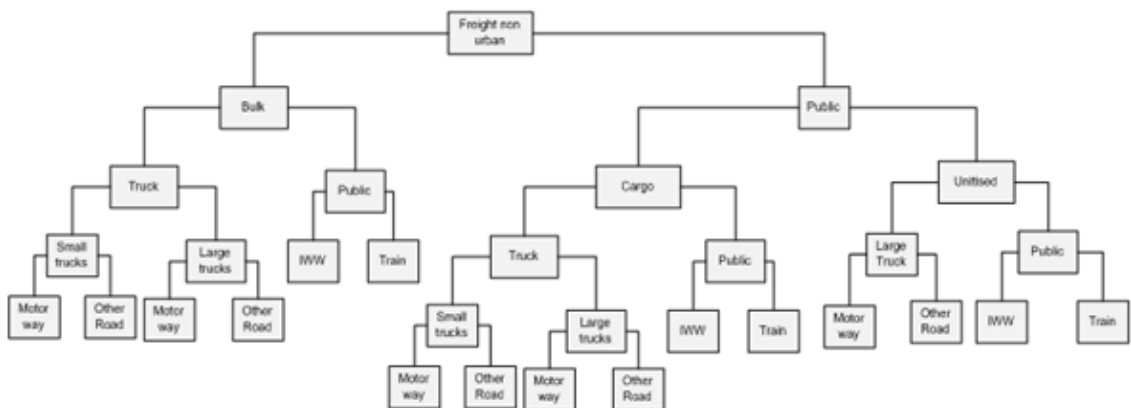 Freight non
urban
Bulk
Public
Truck
Public
Cargo
Unitised
Small
trucks
Large
trucks
IWW
Train
Truck
Public
Large
Truck
Public
Motor
way
Other
Road
Motor
way
Other
Road
Small
trucks
Large
trucks
IWW
Train
Motor
way
Other
Road
IWW
Train
Motor
way
Other
Road
Motor
way
Other
Road